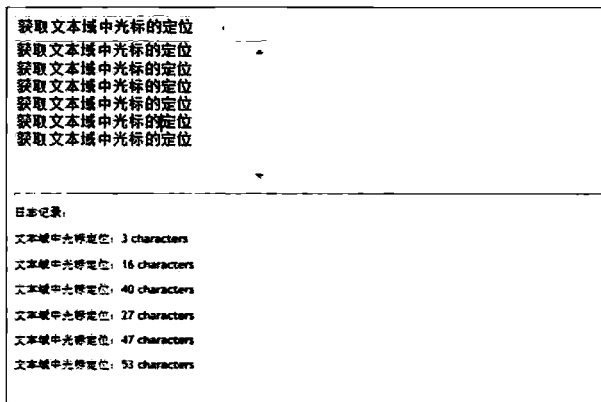 获取文本域中光标的定位
获取文本域中光标的定位
获取文本域中光标的定位
获取文本域中光标的定位
获取文本域中光标的定位
获取文本域中光标的定位
获取文本域中光标的定位
日志记录：
文本域中光标定位：3 characters
文本域中光标定位：16 characters
文本域中光标定位：40 characters
文本域中光标定位：27 characters
文本域中光标定位：47 characters
文本域中光标定位：53 characters